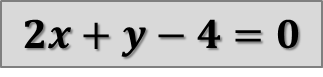 2x + y − 4 = 0